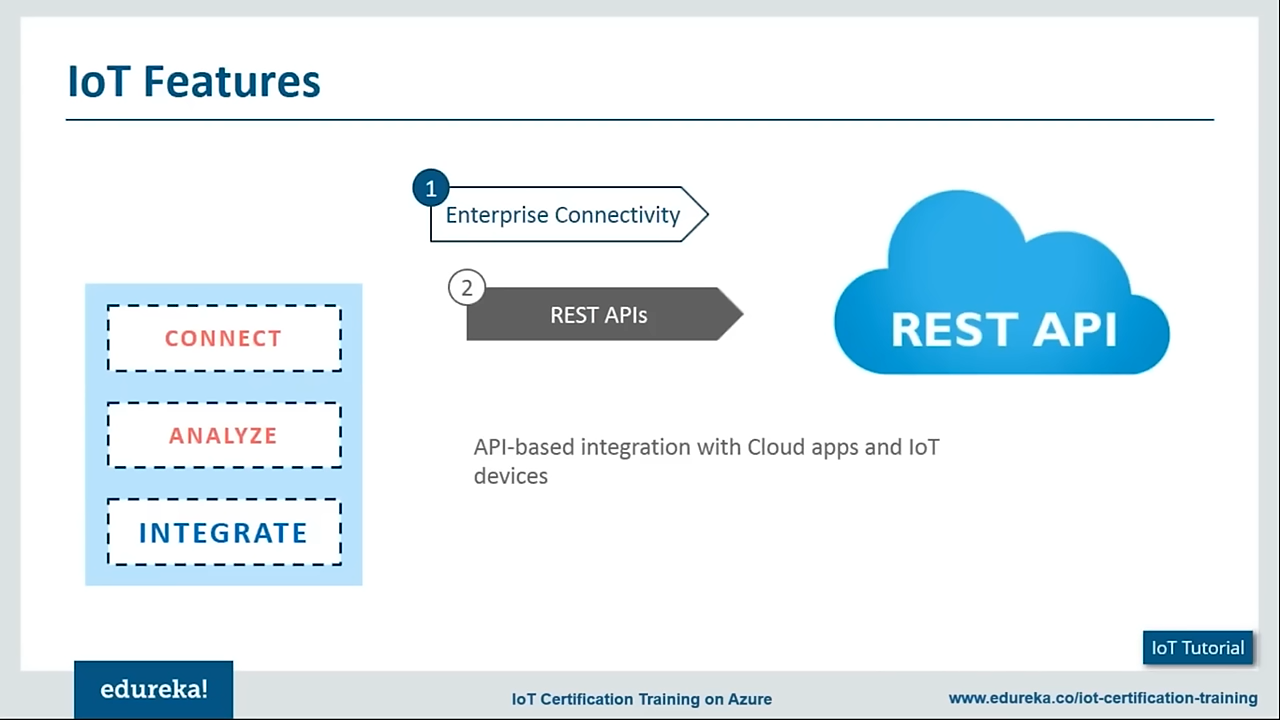 IoT Features
1
Enterprise Connectivity
2
REST APIs
REST API
CONNECT
ANALYZE
INTEGRATE
API-based integration with Cloud apps and IoT
devices
IoT Tutorial
edureka!
IoT Certification Training on Azure
www.edureka.co/iot-certification-training